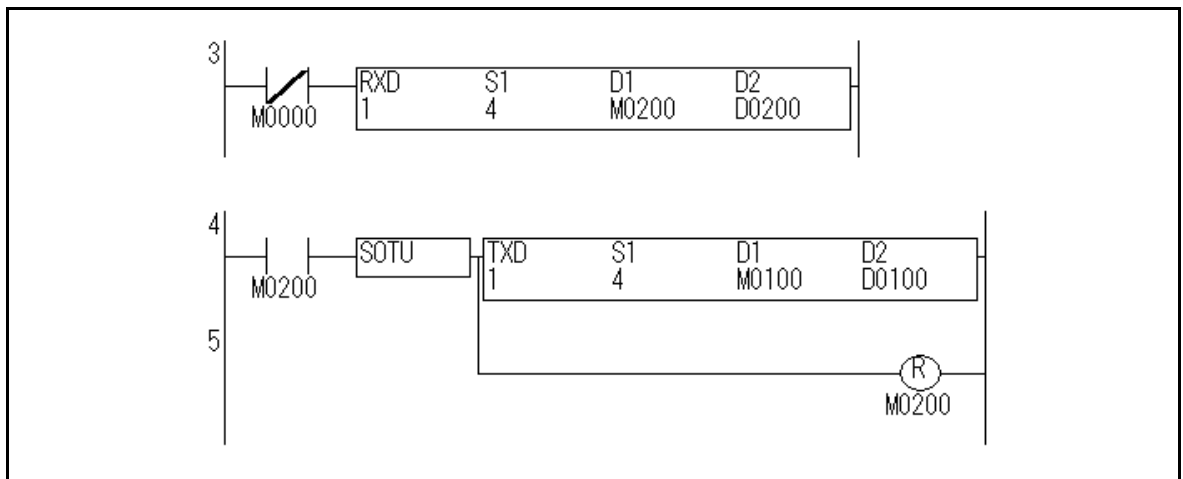 3
RXD S1 D1 D2
1 4 M0200 D0200
M0000
4
SOTU TXD S1 D1 D2
1 4 M0100 D0100
M0200
5
R
M0200